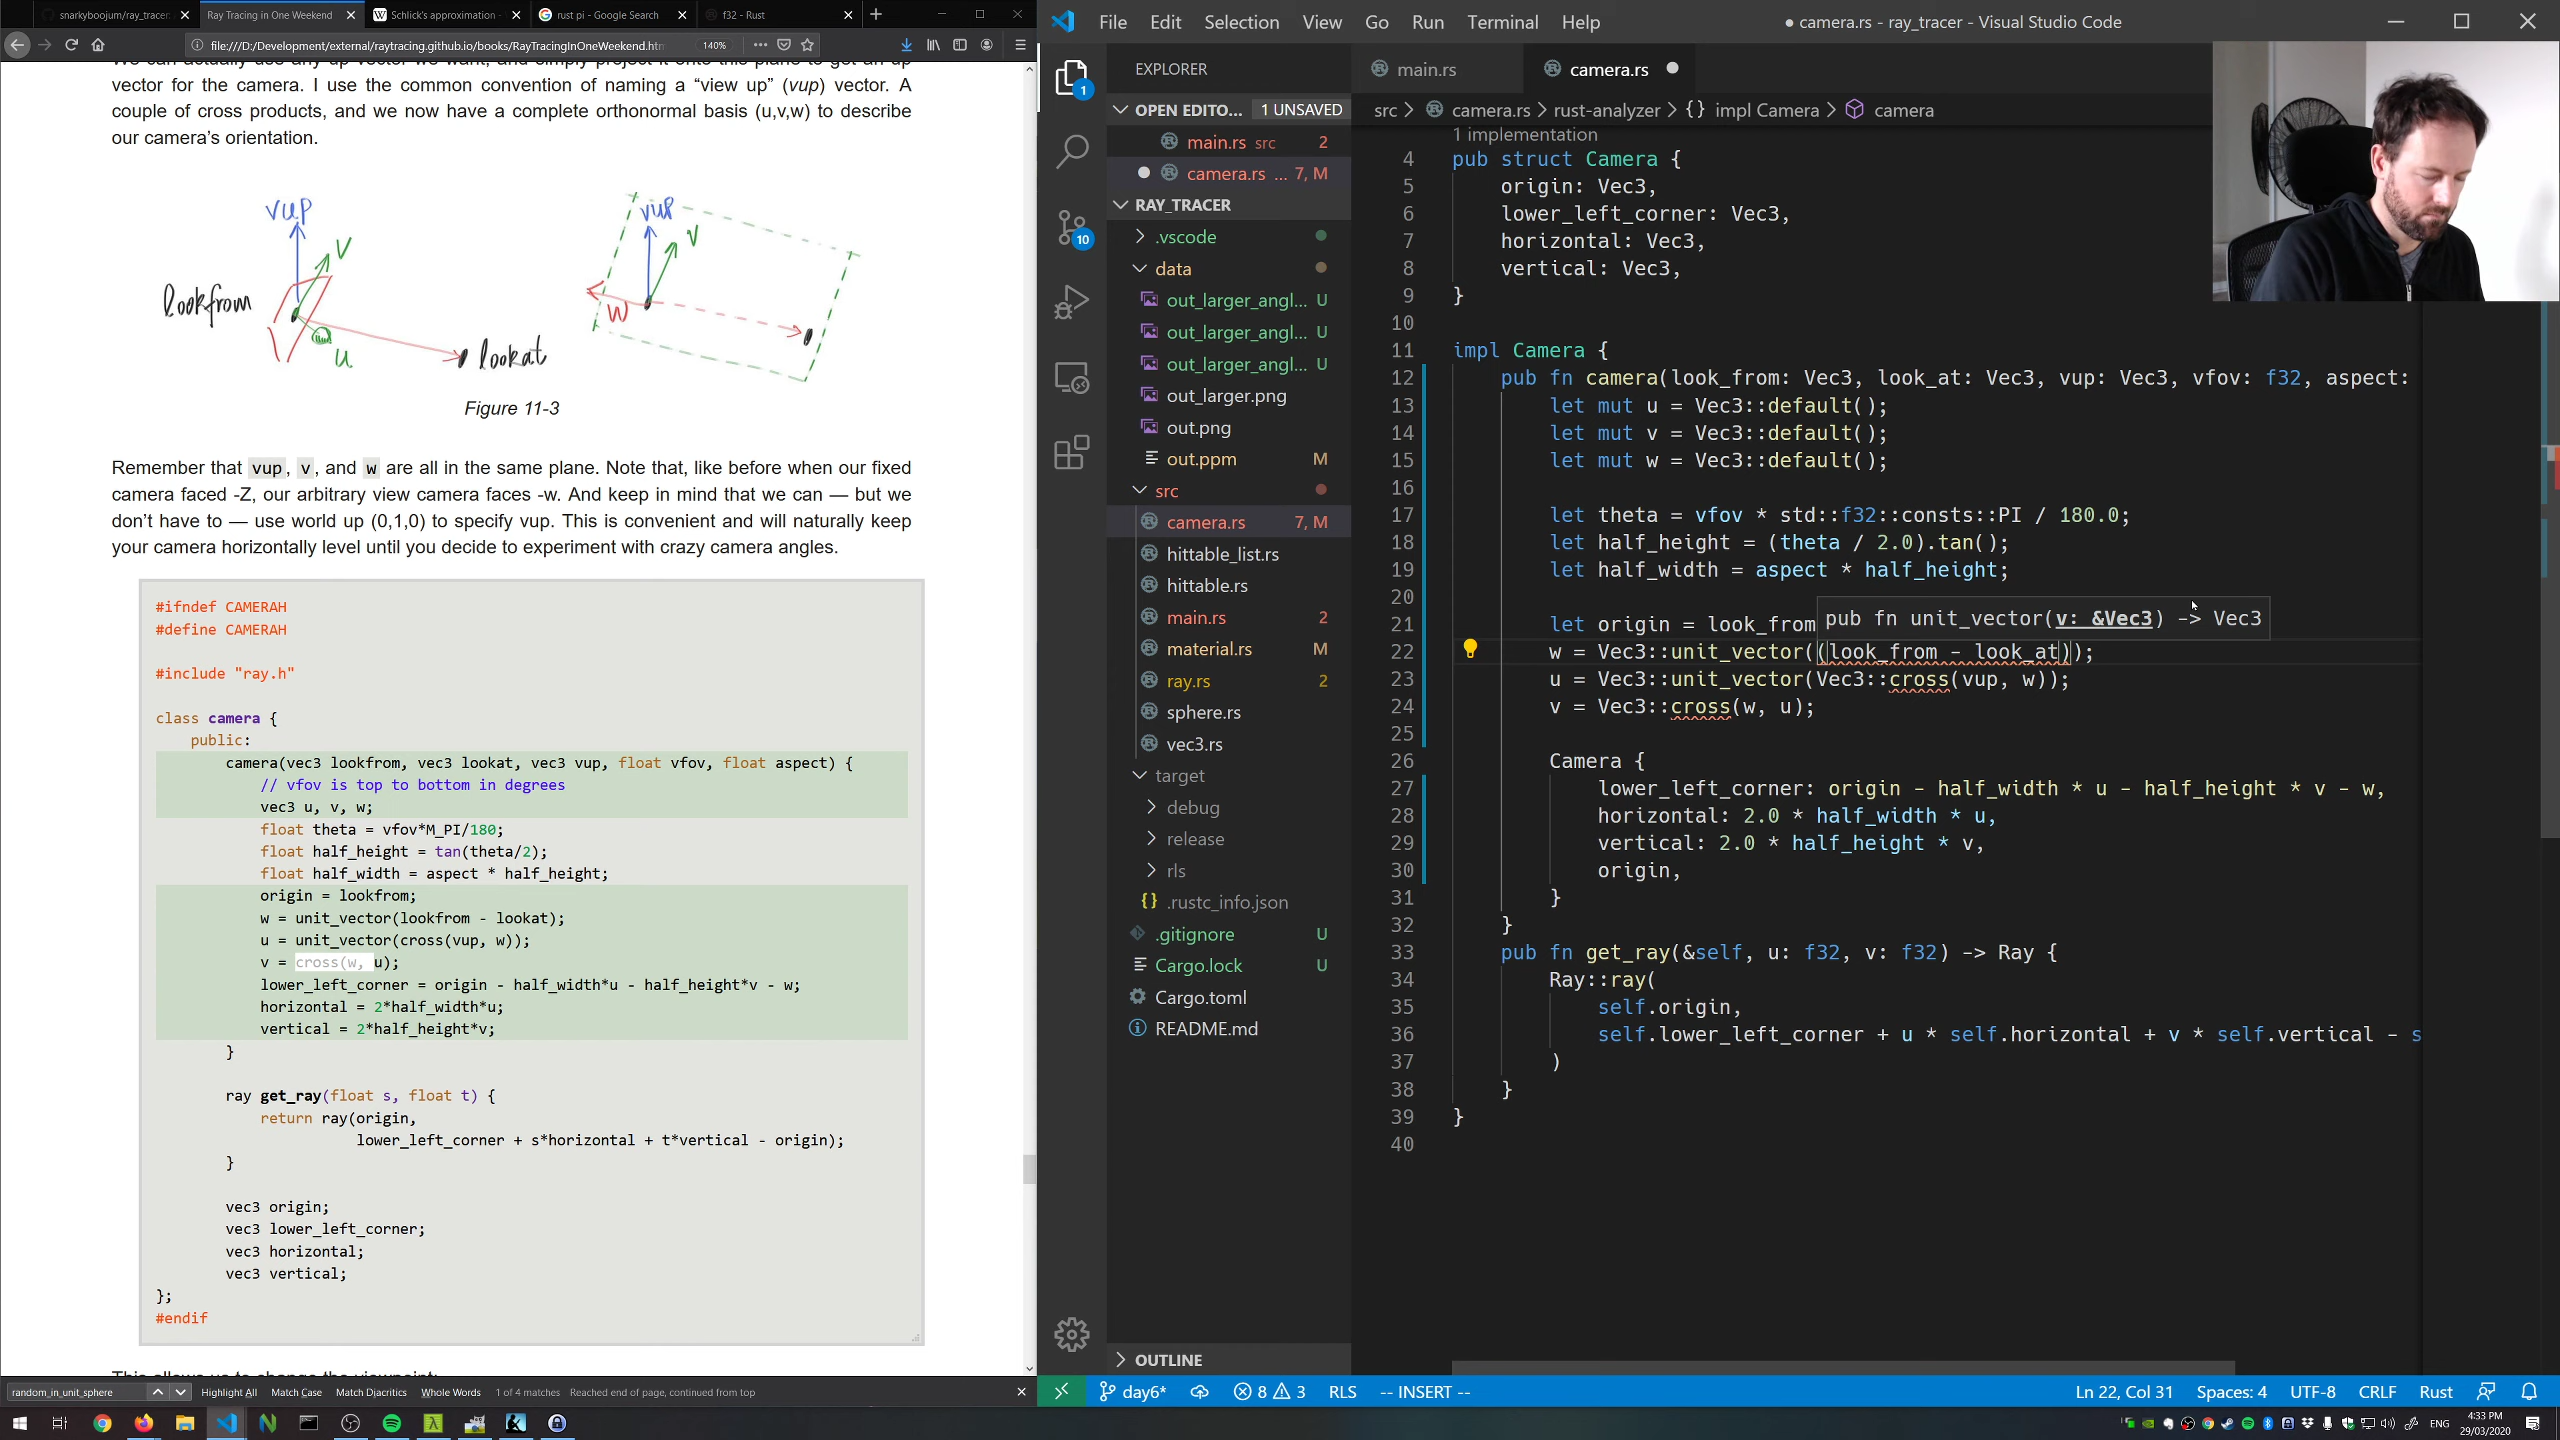 snarkyboojum/ray_tracer
Ray Tracing in One Weekend
Schlick's approximation -
rust pi - Google Search
f32 - Rust
file:///D:/Development/external/raytracing.github.io/books/RayTracingInOneWeekend.htm
140%
vector for the camera. I use the common convention of naming a “view up” (vup) vector. A
couple of cross products, and we now have a complete orthonormal basis (u,v,w) to describe
our camera’s orientation.
vup
v
lookfrom
u
lookat
vup
v
w
Figure 11-3
Remember that vup, v, and w are all in the same plane. Note that, like before when our fixed
camera faced -Z, our arbitrary view camera faces -w. And keep in mind that we can — but we
don’t have to — use world up (0,1,0) to specify vup. This is convenient and will naturally keep
your camera horizontally level until you decide to experiment with crazy camera angles.
#ifndef CAMERAH
#define CAMERAH
#include "ray.h"
class camera {
public:
camera(vec3 lookfrom, vec3 lookat, vec3 vup, float vfov, float aspect) {
// vfov is top to bottom in degrees
vec3 u, v, w;
float theta = vfov*M_PI/180;
float half_height = tan(theta/2);
float half_width = aspect * half_height;
origin = lookfrom;
w = unit_vector(lookfrom - lookat);
u = unit_vector(cross(vup, w));
v = cross(w, u);
lower_left_corner = origin - half_width*u - half_height*v - w;
horizontal = 2*half_width*u;
vertical = 2*half_height*v;
}
ray get_ray(float s, float t) {
return ray(origin,
lower_left_corner + s*horizontal + t*vertical - origin);
}
vec3 origin;
vec3 lower_left_corner;
vec3 horizontal;
vec3 vertical;
};
#endif
random_in_unit_sphere
Highlight All Match Case Match Diacritics Whole Words 1 of 4 matches Reached end of page, continued from top
File Edit Selection View Go Run Terminal Help
● camera.rs - ray_tracer - Visual Studio Code
EXPLORER
OPEN EDITO... 1 UNSAVED
main.rs src 2
camera.rs ... 7, M
RAY_TRACER
.vscode
data
out_larger_angl... U
out_larger_angl... U
out_larger_angl... U
out_larger.png
out.png
out.ppm M
src
camera.rs 7, M
hittable_list.rs
hittable.rs
main.rs 2
material.rs M
ray.rs 2
sphere.rs
vec3.rs
target
debug
release
rls
.rustc_info.json
.gitignore U
Cargo.lock U
Cargo.toml
README.md
OUTLINE
1
10
main.rs
camera.rs
src > camera.rs > rust-analyzer > {} impl Camera > camera
1 implementation
4 pub struct Camera {
5 origin: Vec3,
6 lower_left_corner: Vec3,
7 horizontal: Vec3,
8 vertical: Vec3,
9 }
10
11 impl Camera {
12 pub fn camera(look_from: Vec3, look_at: Vec3, vup: Vec3, vfov: f32, aspect:
13 let mut u = Vec3::default();
14 let mut v = Vec3::default();
15 let mut w = Vec3::default();
16
17 let theta = vfov * std::f32::consts::PI / 180.0;
18 let half_height = (theta / 2.0).tan();
19 let half_width = aspect * half_height;
20
21 let origin = look_from
pub fn unit_vector(v: &Vec3) -> Vec3
22 w = Vec3::unit_vector((look_from - look_at));
23 u = Vec3::unit_vector(Vec3::cross(vup, w));
24 v = Vec3::cross(w, u);
25
26 Camera {
27 lower_left_corner: origin - half_width * u - half_height * v - w,
28 horizontal: 2.0 * half_width * u,
29 vertical: 2.0 * half_height * v,
30 origin,
31 }
32 }
33 pub fn get_ray(&self, u: f32, v: f32) -> Ray {
34 Ray::ray(
35 self.origin,
36 self.lower_left_corner + u * self.horizontal + v * self.vertical - s
37 )
38 }
39 }
40
day6* 8 3 RLS -- INSERT --
Ln 22, Col 31 Spaces: 4 UTF-8 CRLF Rust
ENG
4:33 PM
29/03/2020